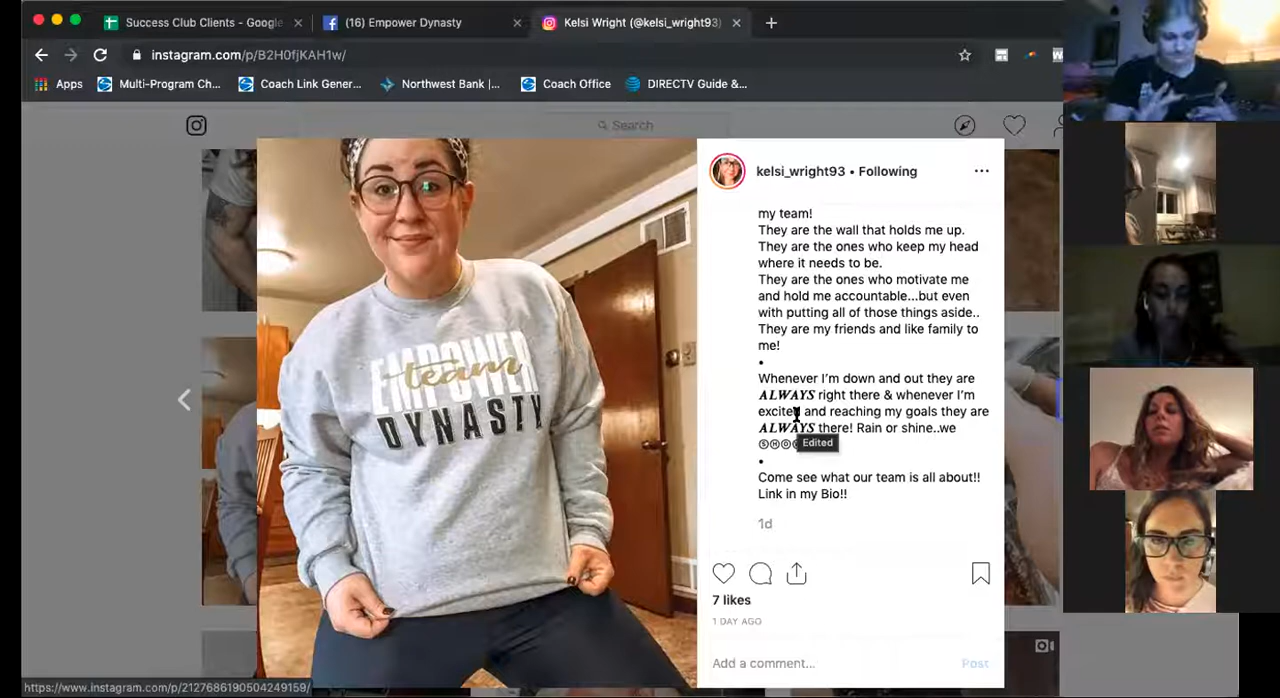 Success Club Clients - Google
(16) Empower Dynasty
Kelsi Wright (@kelsi_wright93)
instagram.com/p/B2H0fjKAH1w/
Apps
Multi-Program Ch...
Coach Link Gener...
Northwest Bank |...
Coach Office
DIRECTV Guide &...
Search
EMPOWER
team
DYNASTY
kelsi_wright93 • Following
my team!
They are the wall that holds me up.
They are the ones who keep my head
where it needs to be.
They are the ones who motivate me
and hold me accountable...but even
with putting all of those things aside..
They are my friends and like family to
me!
•
Whenever I'm down and out they are
𝑨𝑳𝑾𝑨𝒀𝑺 right there & whenever I'm
excited and reaching my goals they are
𝑨𝑳𝑾𝑨𝒀𝑺 there! Rain or shine..we
Edited
•
Come see what our team is all about!!
Link in my Bio!!
1d
7 likes
1 DAY AGO
Add a comment...
Post
https://www.instagram.com/p/2127686190504249159/